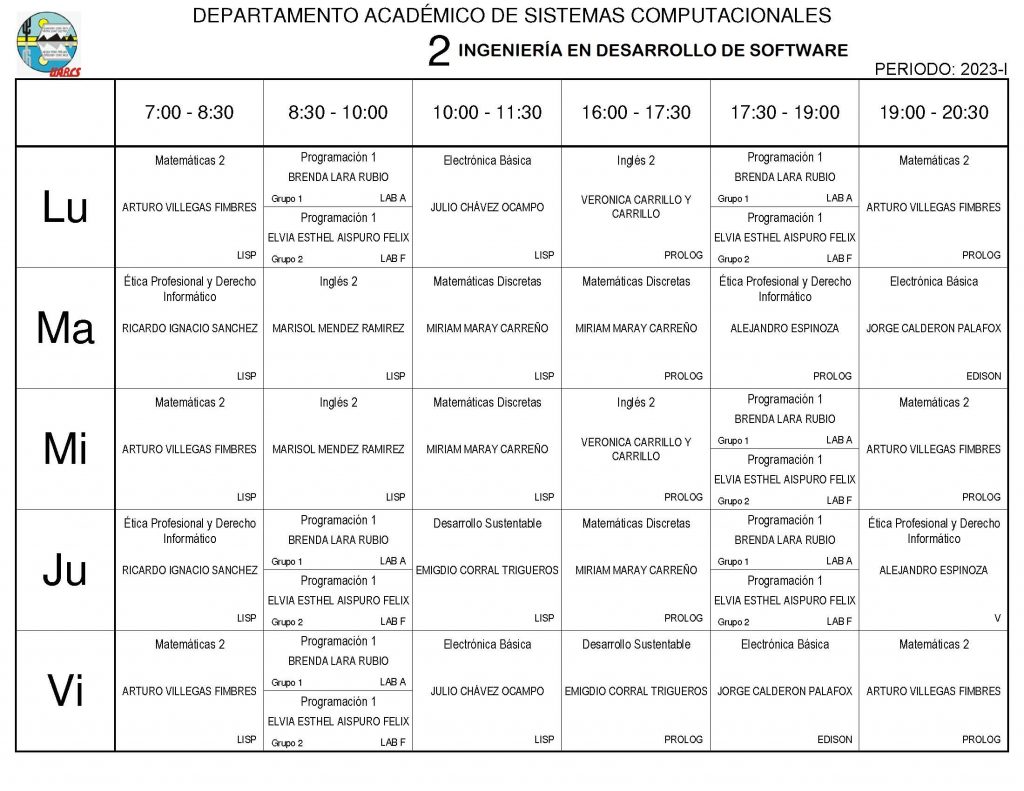 DEPARTAMENTO ACADÉMICO DE SISTEMAS COMPUTACIONALES
2 INGENIERÍA EN DESARROLLO DE SOFTWARE
UABCS
PERIODO: 2023-I
7:00 - 8:30
8:30 - 10:00
10:00 - 11:30
16:00 - 17:30
17:30 - 19:00
19:00 - 20:30
Lu
Matemáticas 2
ARTURO VILLEGAS FIMBRES
LISP
Programación 1
BRENDA LARA RUBIO
Grupo 1 LAB A
Programación 1
ELVIA ESTHEL AISPURO FELIX
Grupo 2 LAB F
Electrónica Básica
JULIO CHÁVEZ OCAMPO
LISP
Inglés 2
VERONICA CARRILLO Y
CARRILLO
PROLOG
Programación 1
BRENDA LARA RUBIO
Grupo 1 LAB A
Programación 1
ELVIA ESTHEL AISPURO FELIX
Grupo 2 LAB F
Matemáticas 2
ARTURO VILLEGAS FIMBRES
PROLOG
Ma
Ética Profesional y Derecho
Informático
RICARDO IGNACIO SANCHEZ
LISP
Inglés 2
MARISOL MENDEZ RAMIREZ
LISP
Matemáticas Discretas
MIRIAM MARAY CARREÑO
LISP
Matemáticas Discretas
MIRIAM MARAY CARREÑO
PROLOG
Ética Profesional y Derecho
Informático
ALEJANDRO ESPINOZA
PROLOG
Electrónica Básica
JORGE CALDERON PALAFOX
EDISON
Mi
Matemáticas 2
ARTURO VILLEGAS FIMBRES
LISP
Inglés 2
MARISOL MENDEZ RAMIREZ
LISP
Matemáticas Discretas
MIRIAM MARAY CARREÑO
LISP
Inglés 2
VERONICA CARRILLO Y
CARRILLO
PROLOG
Programación 1
BRENDA LARA RUBIO
Grupo 1 LAB A
Programación 1
ELVIA ESTHEL AISPURO FELIX
Grupo 2 LAB F
Matemáticas 2
ARTURO VILLEGAS FIMBRES
PROLOG
Ju
Ética Profesional y Derecho
Informático
RICARDO IGNACIO SANCHEZ
LISP
Programación 1
BRENDA LARA RUBIO
Grupo 1 LAB A
Programación 1
ELVIA ESTHEL AISPURO FELIX
Grupo 2 LAB F
Desarrollo Sustentable
EMIGDIO CORRAL TRIGUEROS
LISP
Matemáticas Discretas
MIRIAM MARAY CARREÑO
PROLOG
Programación 1
BRENDA LARA RUBIO
Grupo 1 LAB A
Programación 1
ELVIA ESTHEL AISPURO FELIX
Grupo 2 LAB F
Ética Profesional y Derecho
Informático
ALEJANDRO ESPINOZA
V
Vi
Matemáticas 2
ARTURO VILLEGAS FIMBRES
LISP
Programación 1
BRENDA LARA RUBIO
Grupo 1 LAB A
Programación 1
ELVIA ESTHEL AISPURO FELIX
Grupo 2 LAB F
Electrónica Básica
JULIO CHÁVEZ OCAMPO
LISP
Desarrollo Sustentable
EMIGDIO CORRAL TRIGUEROS
PROLOG
Electrónica Básica
JORGE CALDERON PALAFOX
EDISON
Matemáticas 2
ARTURO VILLEGAS FIMBRES
PROLOG